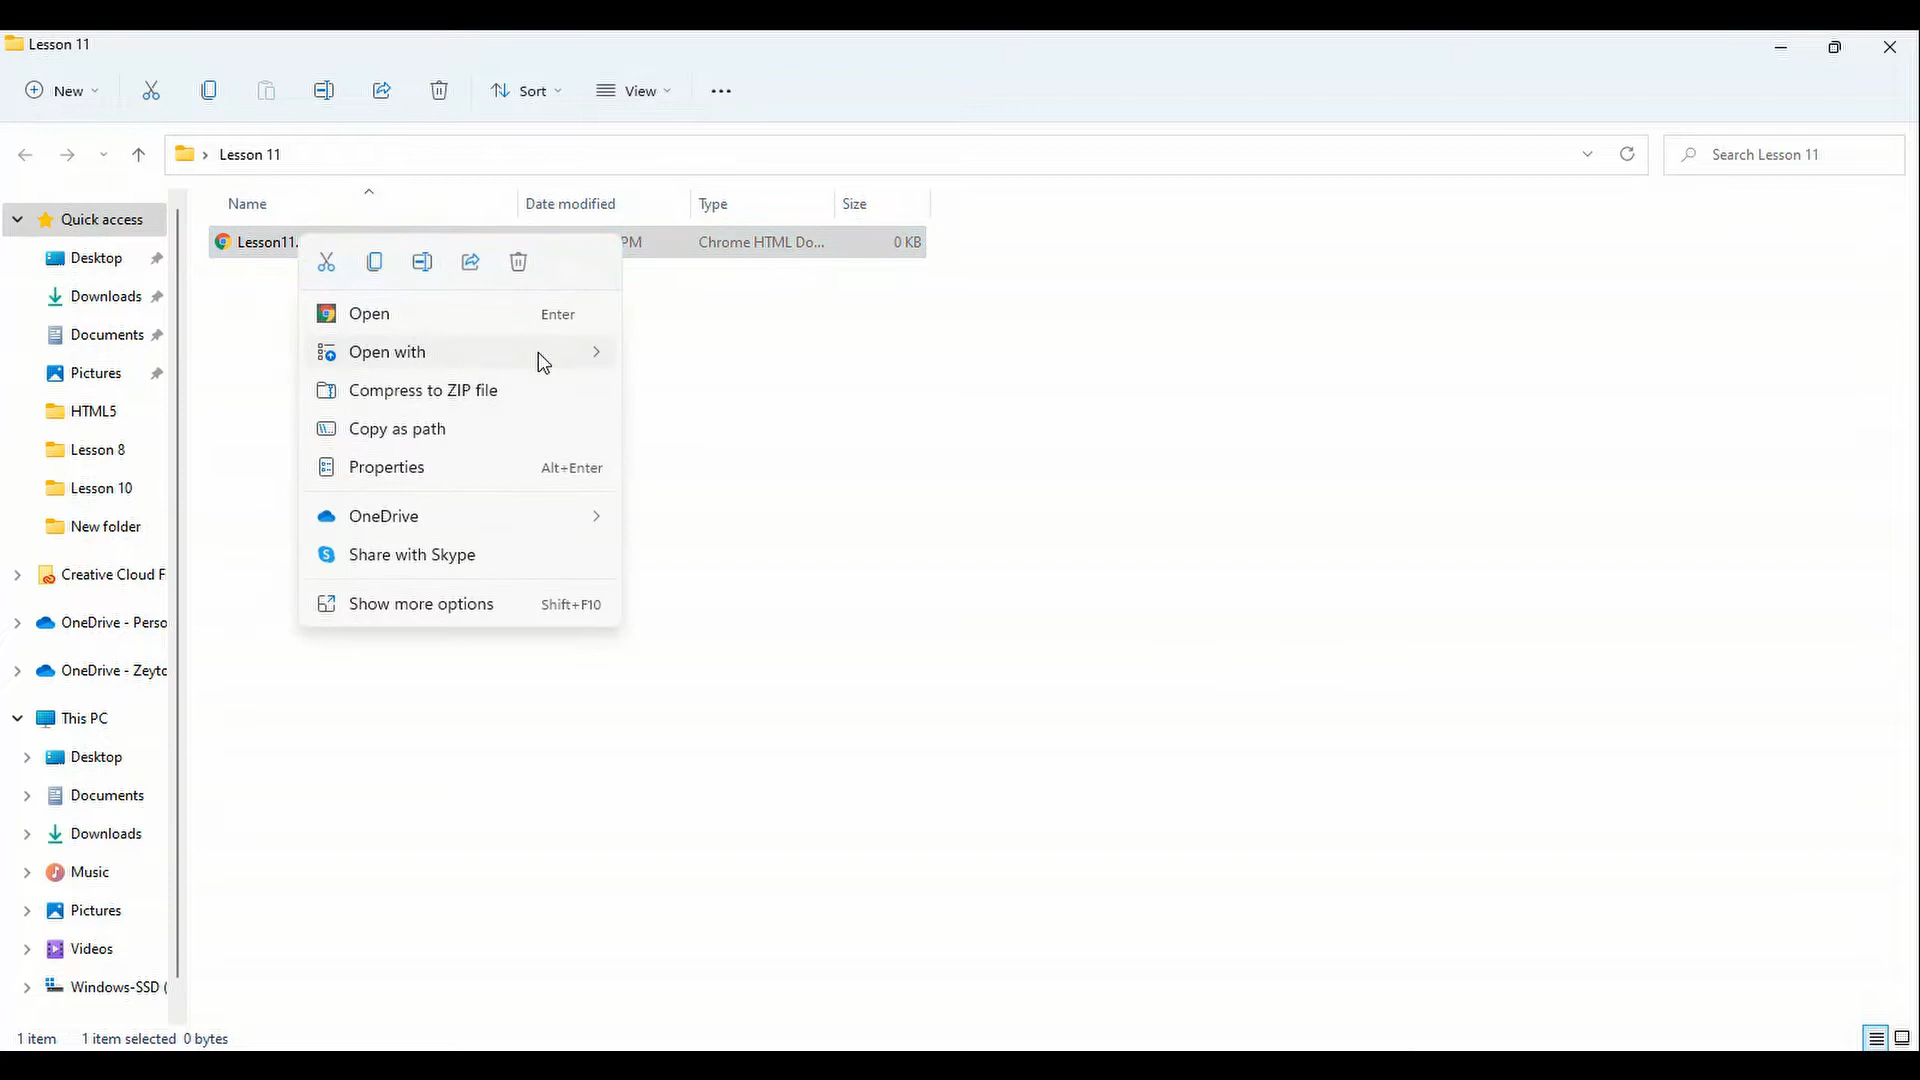 Lesson 11
New
Sort
View
Lesson 11
Search Lesson 11
Name
Date modified
Type
Size
Quick access
Lesson11.
PM
Chrome HTML Do...
0 KB
Desktop
Downloads
Documents
Pictures
HTML5
Lesson 8
Lesson 10
New folder
Creative Cloud F
OneDrive - Perso
OneDrive - Zeytc
This PC
Desktop
Documents
Downloads
Music
Pictures
Videos
Windows-SSD (
Open Enter
Open with
Compress to ZIP file
Copy as path
Properties Alt+Enter
OneDrive
Share with Skype
Show more options Shift+F10
1 item 1 item selected 0 bytes